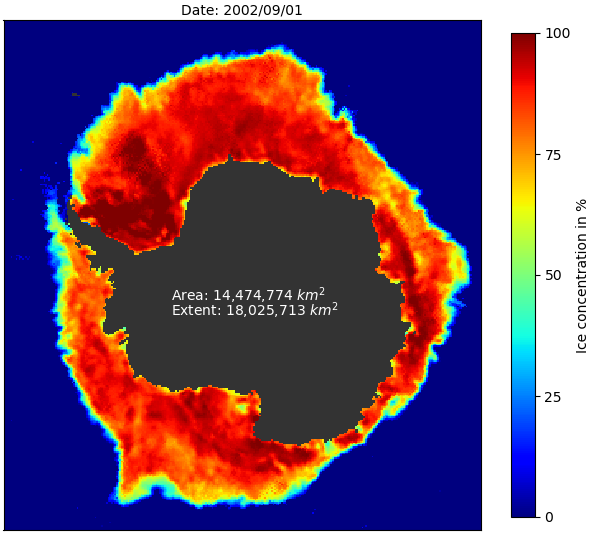 Date: 2002/09/01
Area: 14,474,774 km²
Extent: 18,025,713 km²
100
75
50
25
0
Ice concentration in %